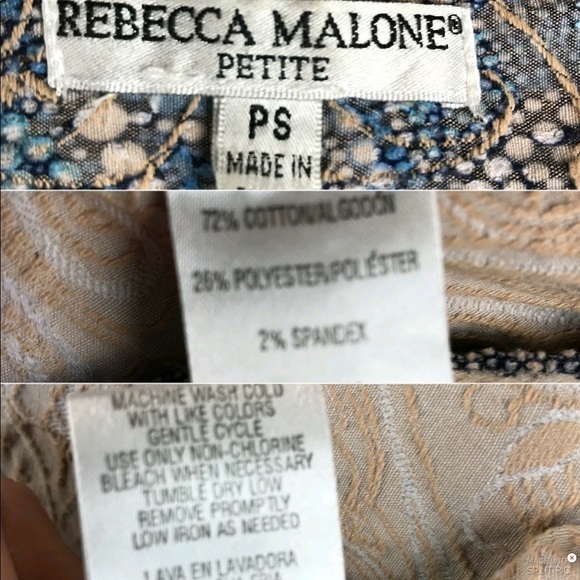 REBECCA MALONE®
PETITE
PS
MADE IN
72% COTTON/ALGODÓN
26% POLYESTER/POLIÉSTER
2% SPANDEX
MACHINE WASH COLD
WITH LIKE COLORS
GENTLE CYCLE
USE ONLY NON-CHLORINE
BLEACH WHEN NECESSARY
TUMBLE DRY LOW
REMOVE PROMPTLY
LOW IRON AS NEEDED
LAVA EN LAVADORA